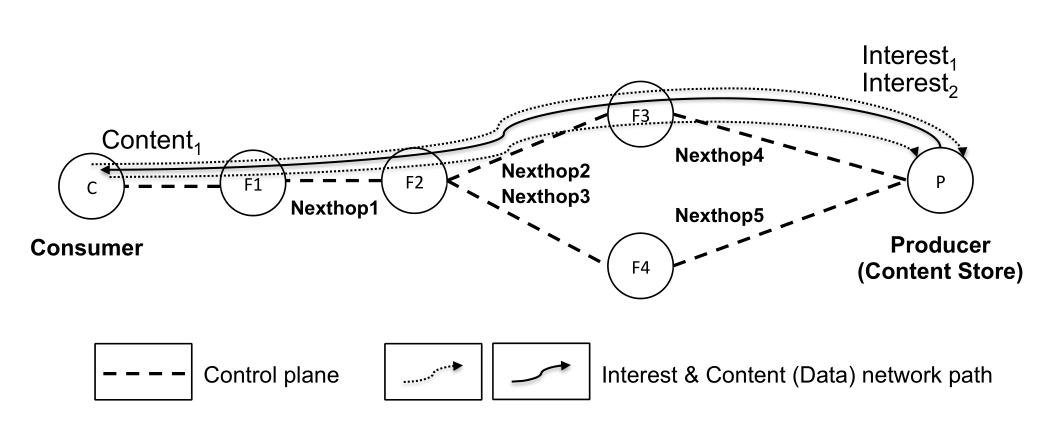 Interest₁
Interest₂
Content₁
F3
Nexthop4
C
F1
F2
Nexthop2
Nexthop3
P
Nexthop1
Nexthop5
Consumer
Producer
(Content Store)
F4
Control plane
Interest & Content (Data) network path